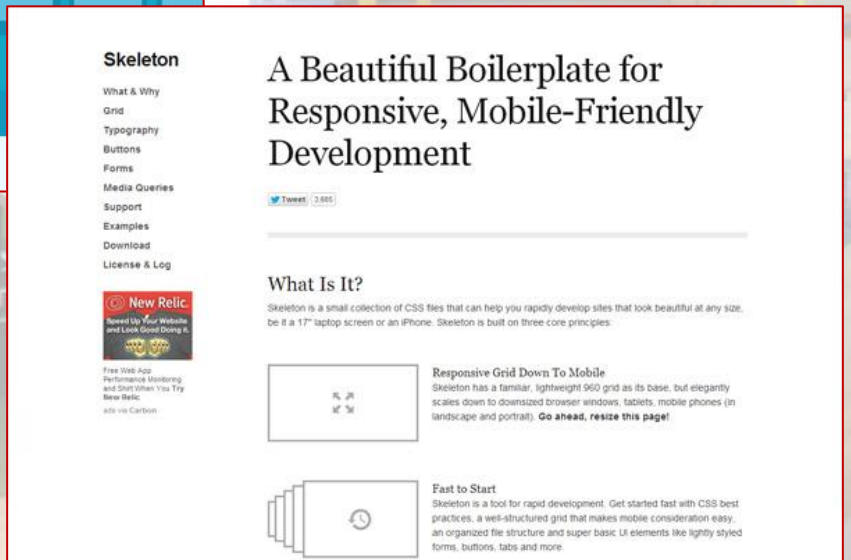 Skeleton
What & Why
Grid
Typography
Buttons
Forms
Media Queries
Support
Examples
Download
License & Log
New Relic.
Speed Up Your Website
and Look Good Doing it.
Free Web App
Performance Monitoring
and Shirt When You Try
New Relic
ads via Carbon
A Beautiful Boilerplate for
Responsive, Mobile-Friendly
Development
Tweet 3,685
What Is It?
Skeleton is a small collection of CSS files that can help you rapidly develop sites that look beautiful at any size,
be it a 17" laptop screen or an iPhone. Skeleton is built on three core principles:
Responsive Grid Down To Mobile
Skeleton has a familiar, lightweight 960 grid as its base, but elegantly
scales down to downsized browser windows, tablets, mobile phones (in
landscape and portrait). Go ahead, resize this page!
Fast to Start
Skeleton is a tool for rapid development. Get started fast with CSS best
practices, a well-structured grid that makes mobile consideration easy,
an organized file structure and super basic UI elements like lightly styled
forms, buttons, tabs and more.